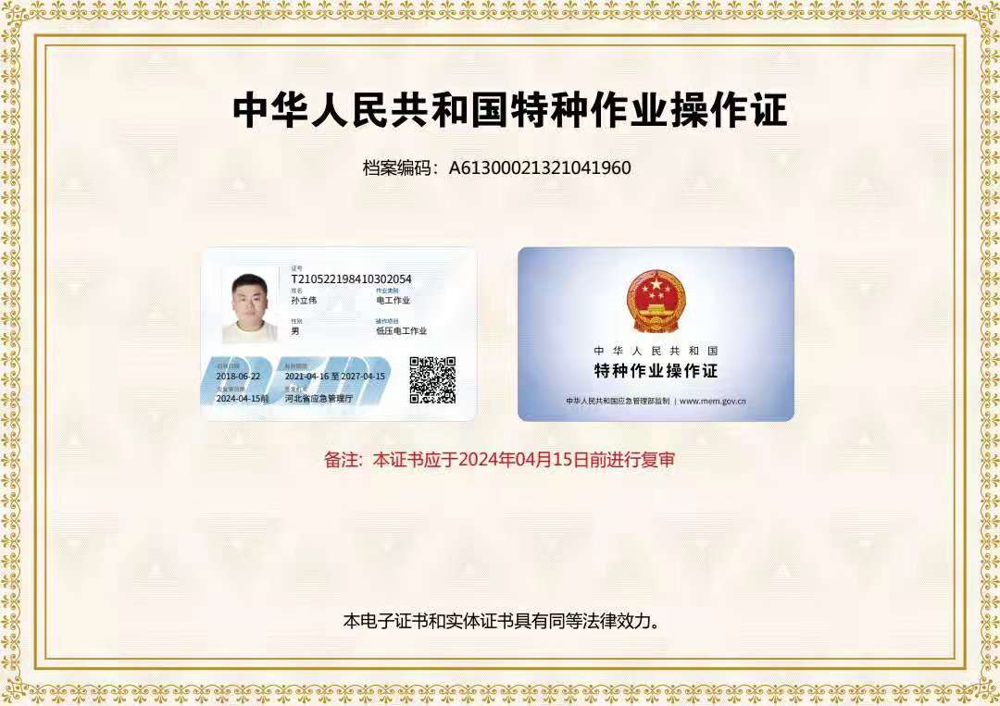 中华人民共和国特种作业操作证
档案编码：A61300021321041960
证号
T210522198410302054
姓名 作业类别
孙立伟 电工作业
性别 操作项目
男 低压电工作业
初领日期 有效期限
2018-06-22 2021-04-16 至 2027-04-15
应复审日期 签发机关
2024-04-15前 河北省应急管理厅
中华人民共和国
特种作业操作证
中华人民共和国应急管理部监制 | www.mem.gov.cn
备注：本证书应于2024年04月15日前进行复审
本电子证书和实体证书具有同等法律效力。